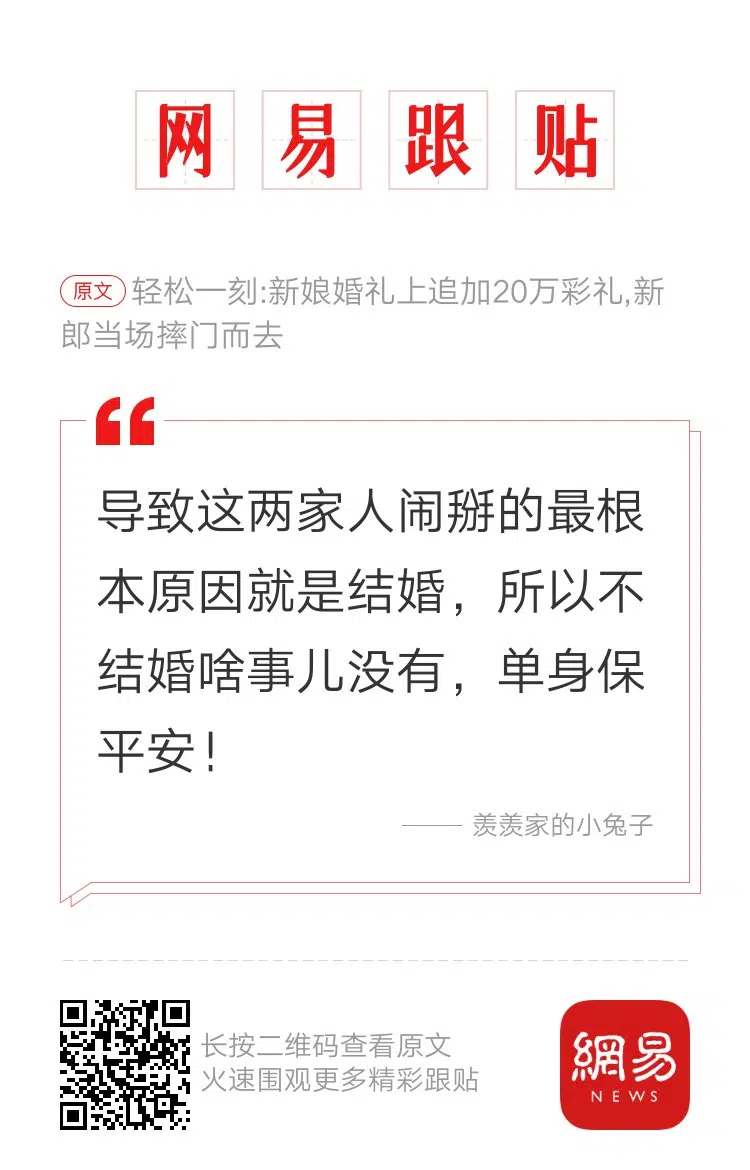 网易跟贴
原文 轻松一刻:新娘婚礼上追加20万彩礼,新
郎当场摔门而去
导致这两家人闹掰的最根
本原因就是结婚，所以不
结婚啥事儿没有，单身保
平安！
—— 羡羡家的小兔子
长按二维码查看原文
火速围观更多精彩跟贴
網易
NEWS